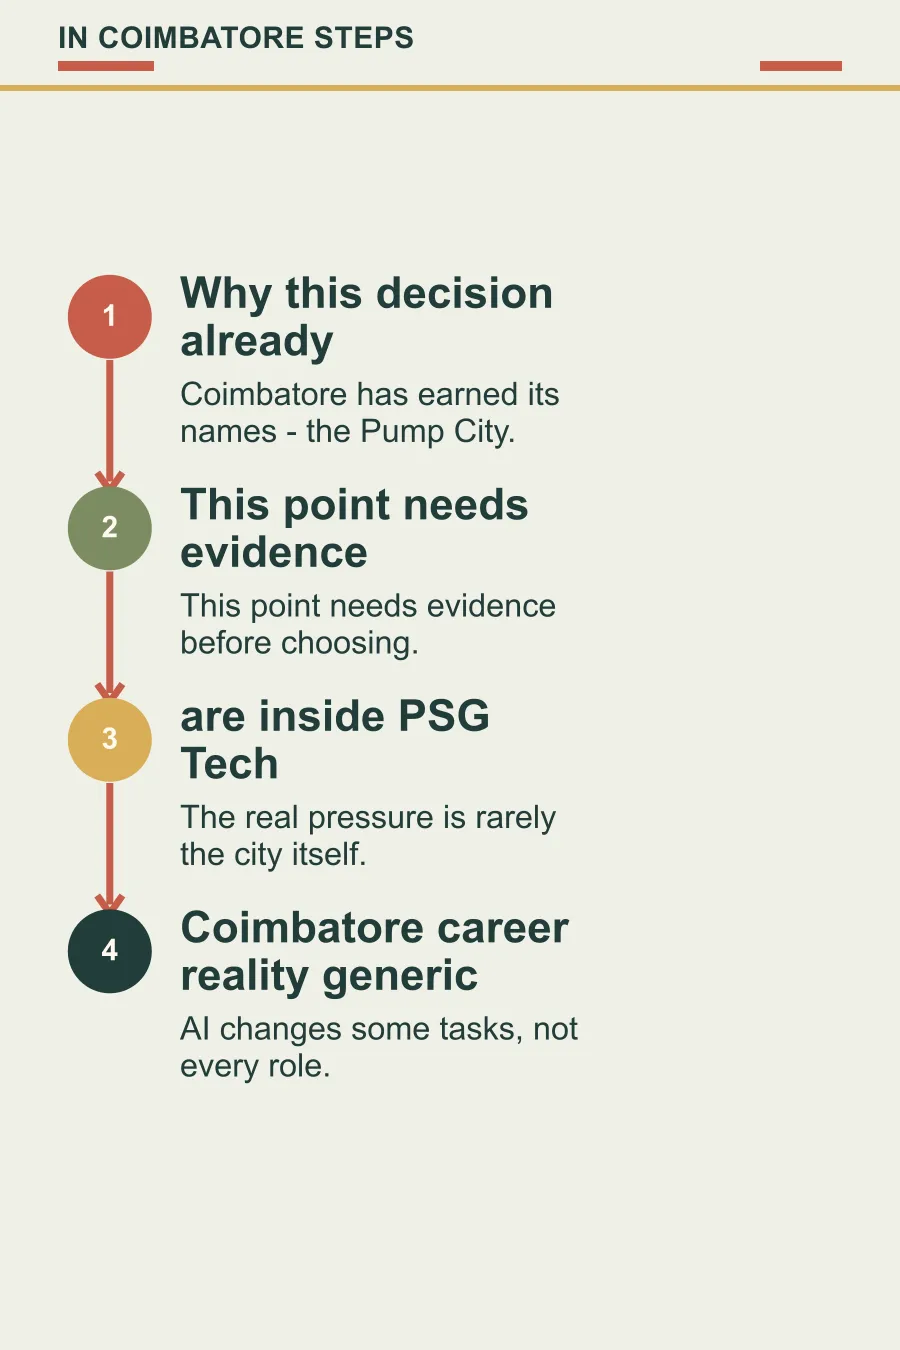 IN COIMBATORE STEPS
1
Why this decision
already
Coimbatore has earned its
names - the Pump City.
2
This point needs
evidence
This point needs evidence
before choosing.
3
are inside PSG
Tech
The real pressure is rarely
the city itself.
4
Coimbatore career
reality generic
AI changes some tasks, not
every role.